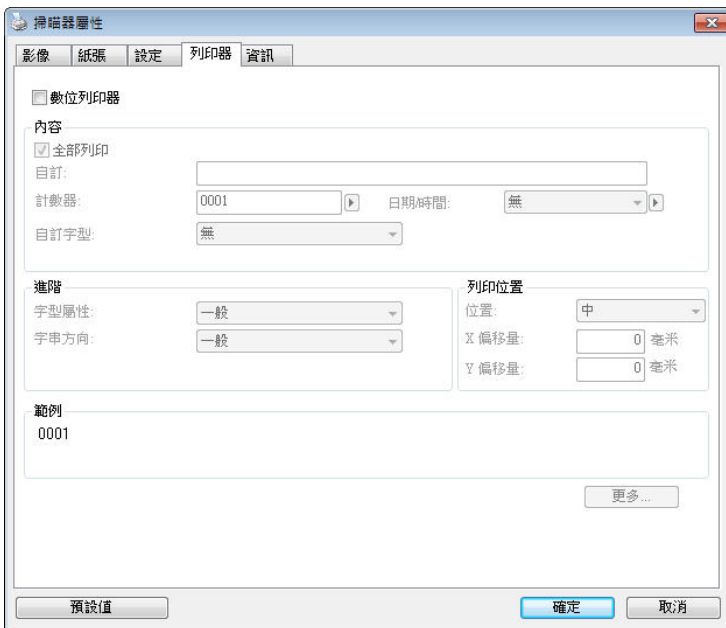 掃瞄器屬性
影像 紙張 設定 列印器 資訊
數位列印器
內容
全部列印
自訂:
計數器: 0001 日期/時間: 無
自訂字型: 無
進階
字型屬性: 一般
字串方向: 一般
列印位置
位置: 中
X 偏移量: 0 毫米
Y 偏移量: 0 毫米
範例
0001
更多...
預設值 確定 取消